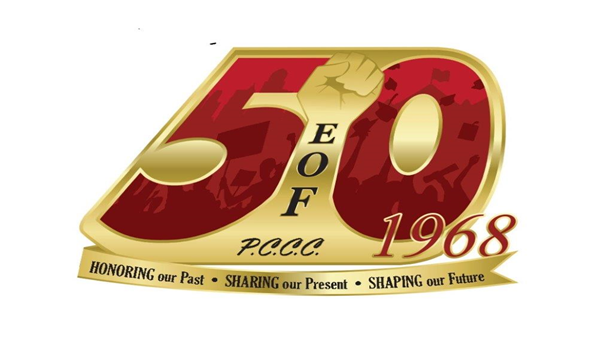 50
EOF
P.C.C.C.
1968
HONORING our Past • SHARING our Present • SHAPING our Future